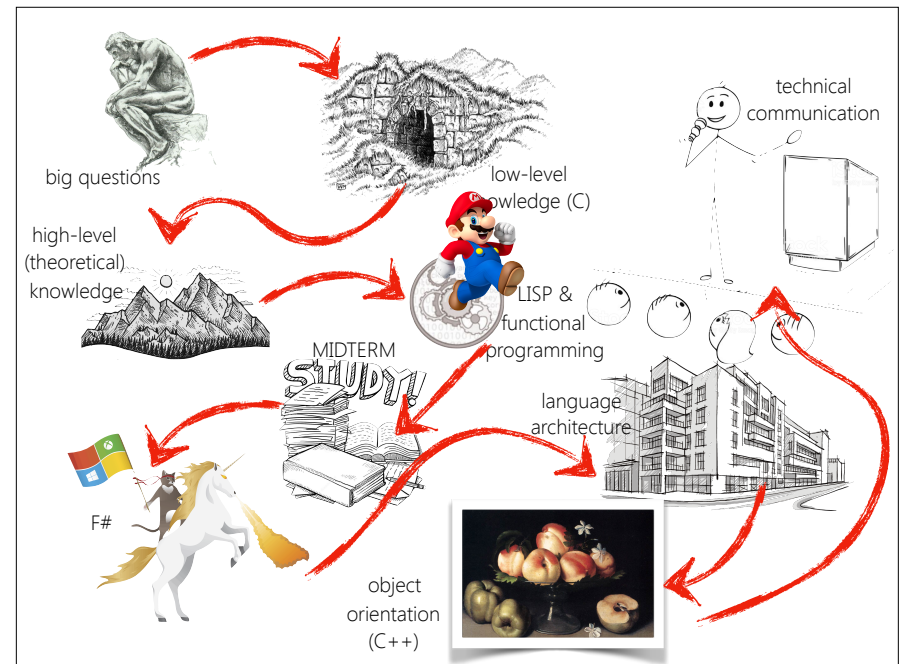 big questions
low-level
knowledge (C)
high-level
(theoretical)
knowledge
LISP &
functional
programming
MIDTERM
STUDY!
F#
language
architecture
object
orientation
(C++)
technical
communication